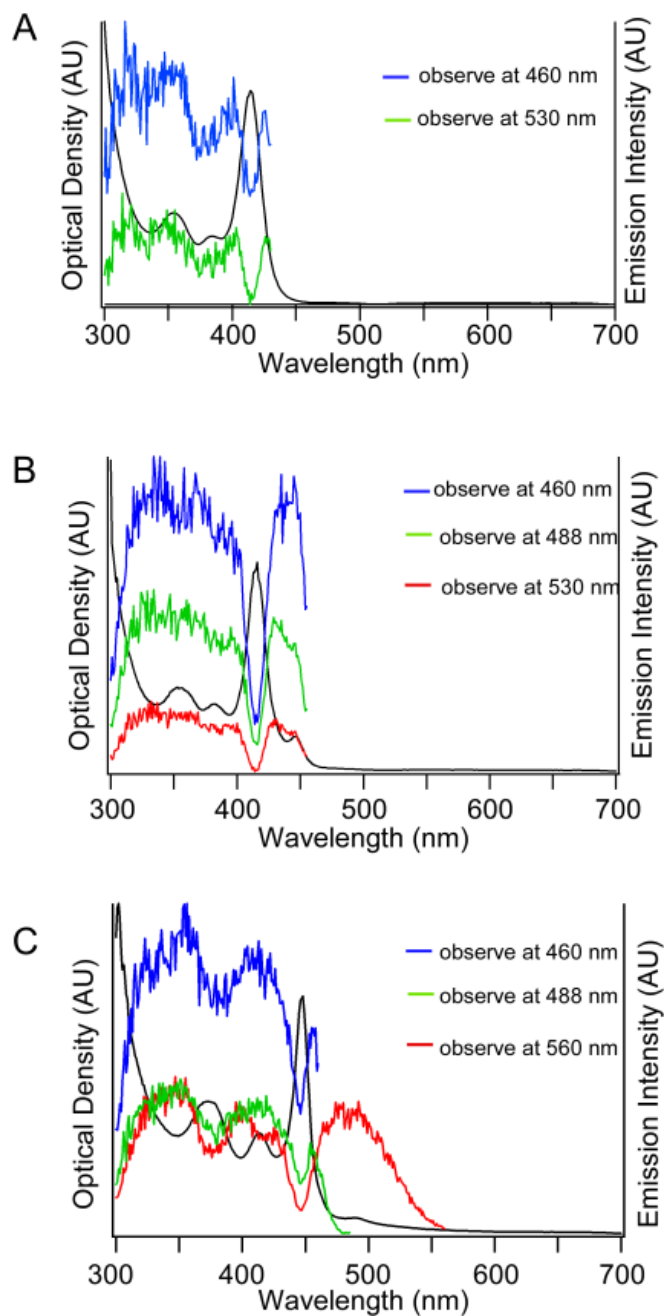 A
Optical Density (AU)
Emission Intensity (AU)
observe at 460 nm
observe at 530 nm
300 400 500 600 700
Wavelength (nm)
B
Optical Density (AU)
Emission Intensity (AU)
observe at 460 nm
observe at 488 nm
observe at 530 nm
300 400 500 600 700
Wavelength (nm)
C
Optical Density (AU)
Emission Intensity (AU)
observe at 460 nm
observe at 488 nm
observe at 560 nm
300 400 500 600 700
Wavelength (nm)